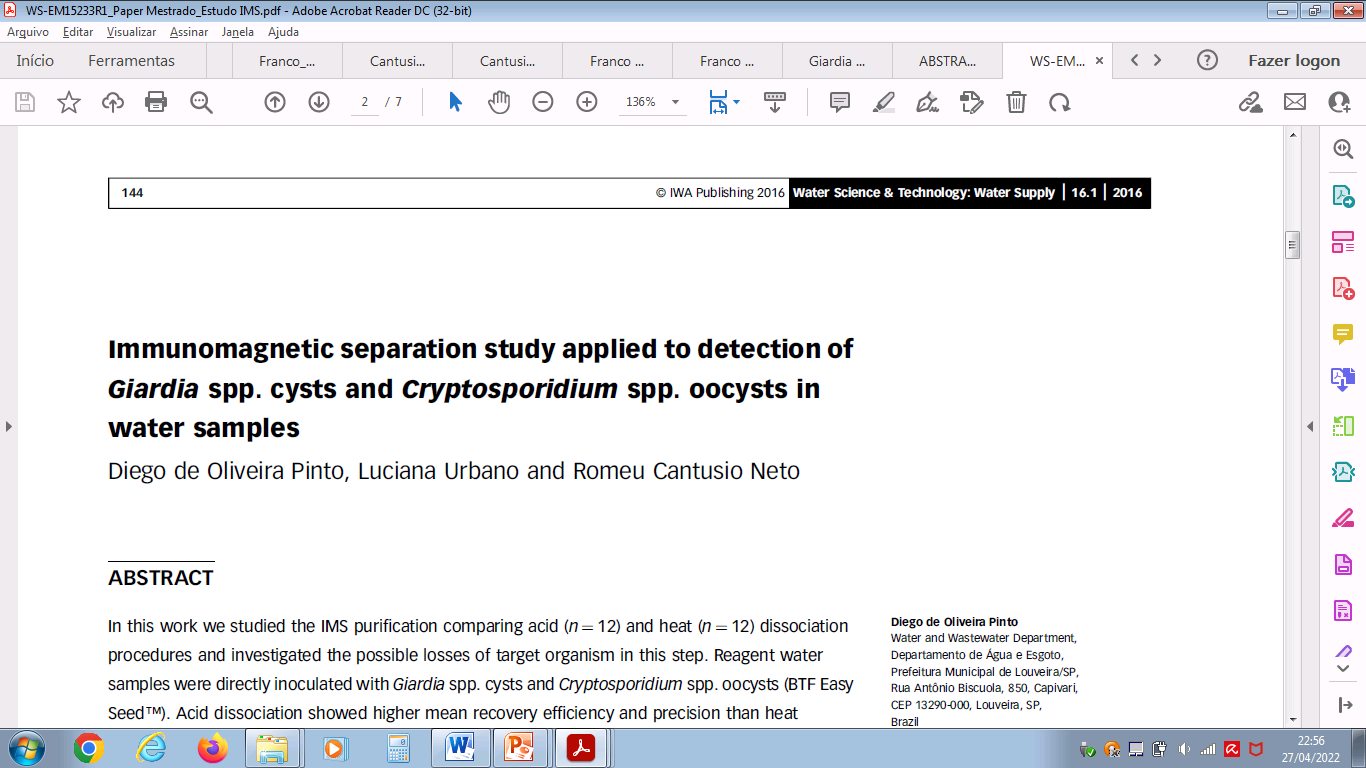 WS-EM15233R1_Paper Mestrado_Estudo IMS.pdf - Adobe Acrobat Reader DC (32-bit)
Arquivo Editar Visualizar Assinar Janela Ajuda
Início Ferramentas Franco_... Cantusi... Cantusi... Franco ... Franco ... Giardia ... ABSTRA... WS-EM... Fazer logon
2 / 7 136%
144 © IWA Publishing 2016 Water Science & Technology: Water Supply | 16.1 | 2016
Immunomagnetic separation study applied to detection of
Giardia spp. cysts and Cryptosporidium spp. oocysts in
water samples
Diego de Oliveira Pinto, Luciana Urbano and Romeu Cantusio Neto
ABSTRACT
In this work we studied the IMS purification comparing acid (n = 12) and heat (n = 12) dissociation
procedures and investigated the possible losses of target organism in this step. Reagent water
samples were directly inoculated with Giardia spp. cysts and Cryptosporidium spp. oocysts (BTF Easy
Seed™). Acid dissociation showed higher mean recovery efficiency and precision than heat
Diego de Oliveira Pinto
Water and Wastewater Department,
Departamento de Água e Esgoto,
Prefeitura Municipal de Louveira/SP,
Rua Antônio Biscuola, 850, Capivari,
CEP 13290-000, Louveira, SP,
Brazil
22:56
27/04/2022